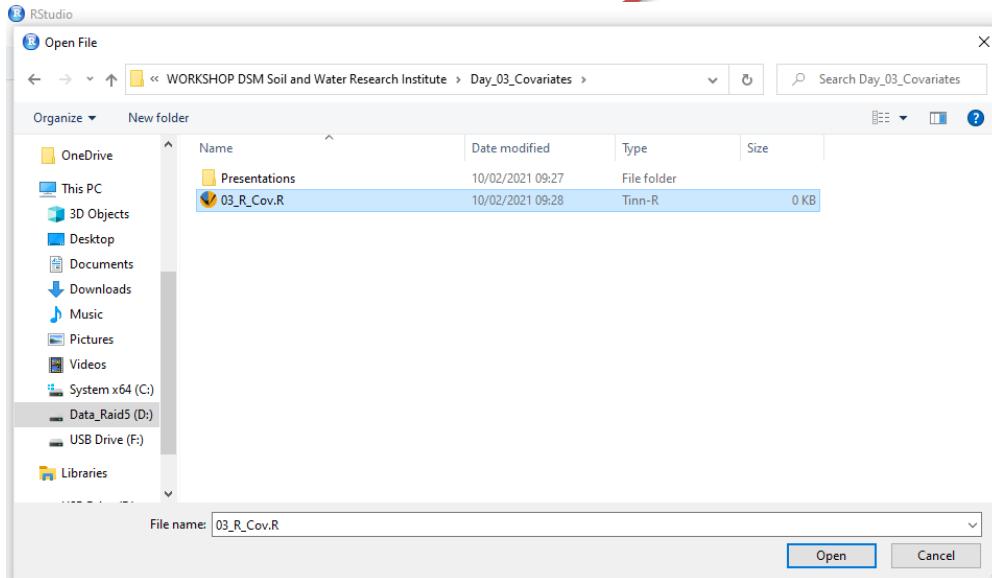 RStudio
Open File
« WORKSHOP DSM Soil and Water Research Institute > Day_03_Covariates >
Search Day_03_Covariates
Organize
New folder
Name Date modified Type Size
Presentations 10/02/2021 09:27 File folder
03_R_Cov.R 10/02/2021 09:28 Tinn-R 0 KB
OneDrive
This PC
3D Objects
Desktop
Documents
Downloads
Music
Pictures
Videos
System x64 (C:)
Data_Raid5 (D:)
USB Drive (F:)
Libraries
File name: 03_R_Cov.R
Open
Cancel